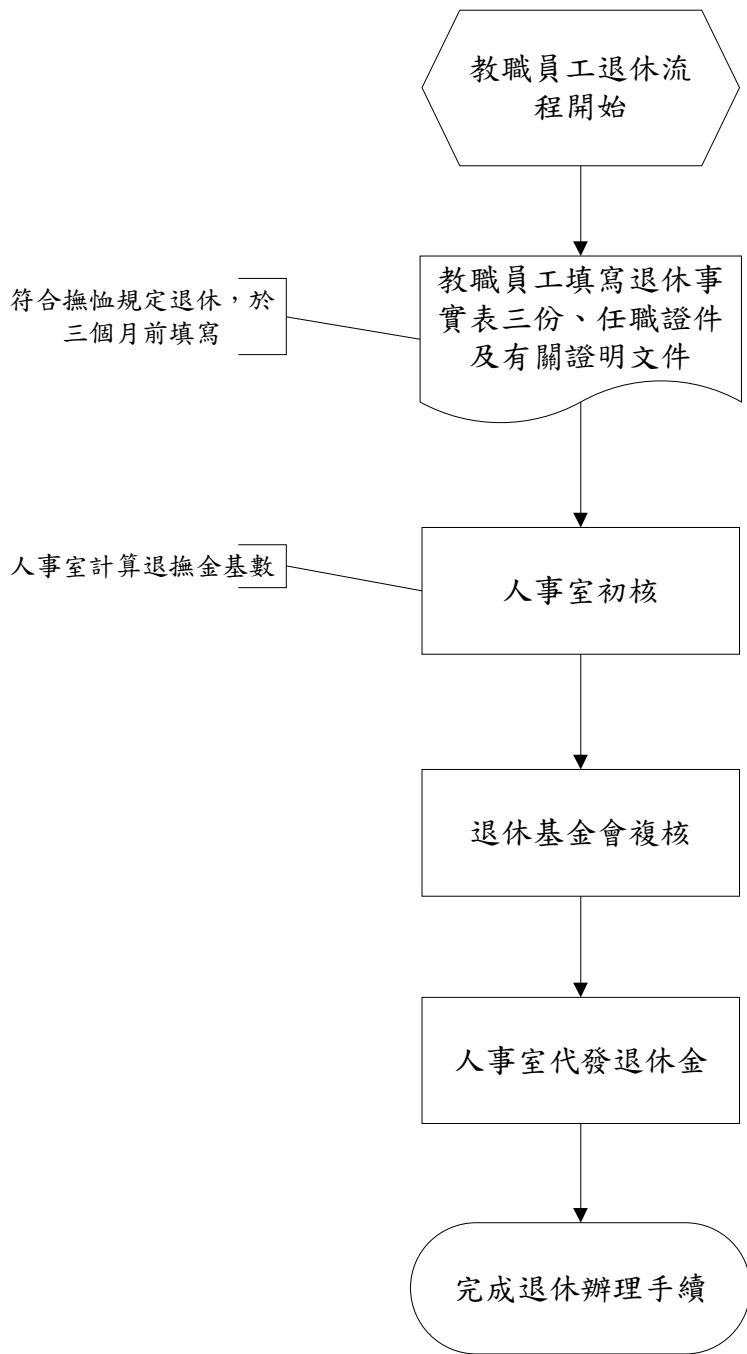 教職員工退休流
程開始
符合撫恤規定退休，於
三個月前填寫
教職員工填寫退休事
實表三份、任職證件
及有關證明文件
人事室計算退撫金基數
人事室初核
退休基金會複核
人事室代發退休金
完成退休辦理手續